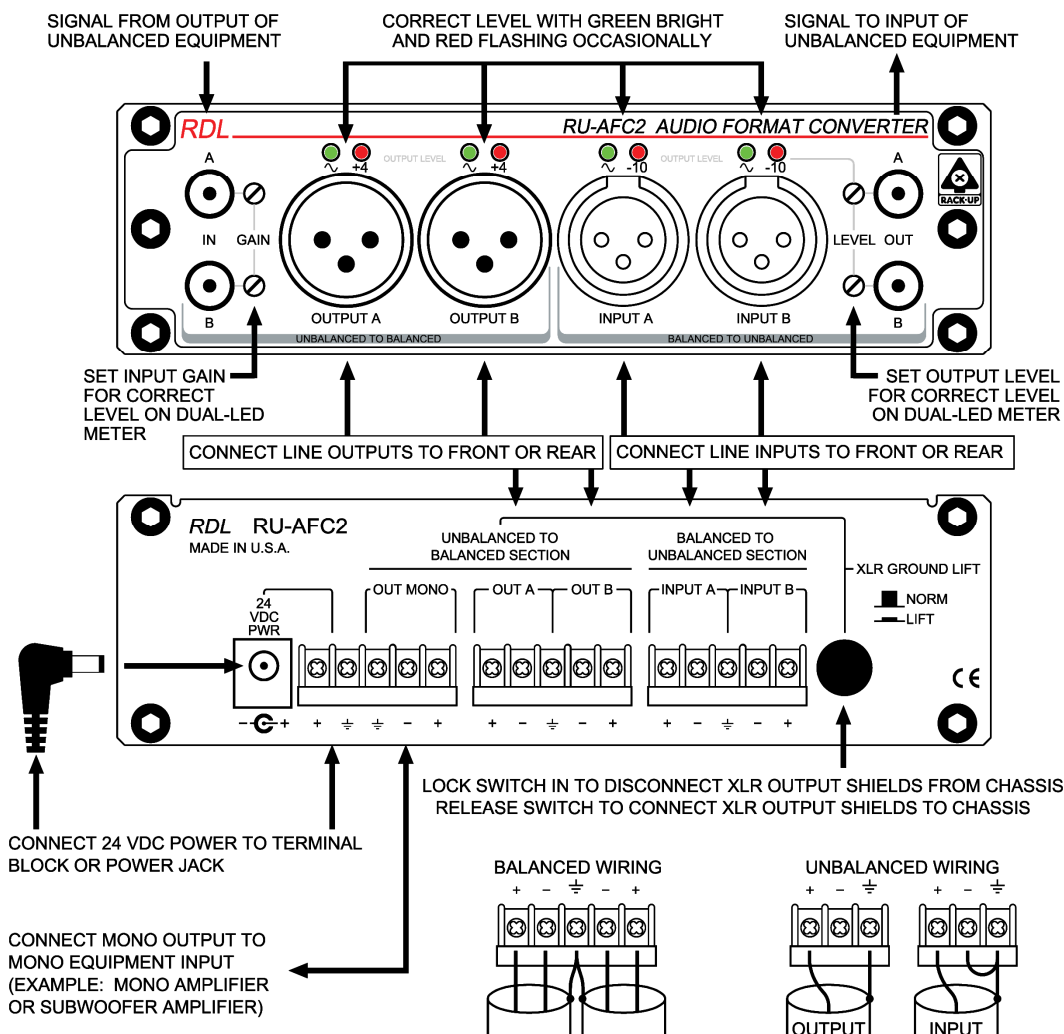 SIGNAL FROM OUTPUT OF
UNBALANCED EQUIPMENT
CORRECT LEVEL WITH GREEN BRIGHT
AND RED FLASHING OCCASIONALLY
SIGNAL TO INPUT OF
UNBALANCED EQUIPMENT
RDL
RU-AFC2 AUDIO FORMAT CONVERTER
A
+4
OUTPUT LEVEL
+4
-10
OUTPUT LEVEL
-10
A
RACK-UP
IN GAIN
LEVEL OUT
B
OUTPUT A
OUTPUT B
INPUT A
INPUT B
B
UNBALANCED TO BALANCED
BALANCED TO UNBALANCED
SET INPUT GAIN
FOR CORRECT
LEVEL ON DUAL-LED
METER
SET OUTPUT LEVEL
FOR CORRECT LEVEL
ON DUAL-LED METER
CONNECT LINE OUTPUTS TO FRONT OR REAR
CONNECT LINE INPUTS TO FRONT OR REAR
RDL RU-AFC2
MADE IN U.S.A.
UNBALANCED TO
BALANCED SECTION
BALANCED TO
UNBALANCED SECTION
XLR GROUND LIFT
NORM
LIFT
24
VDC
PWR
OUT MONO
OUT A
OUT B
INPUT A
INPUT B
CE
- C +
+ ⏚ ⏚ - +
+ - ⏚ - +
+ - ⏚ - +
LOCK SWITCH IN TO DISCONNECT XLR OUTPUT SHIELDS FROM CHASSIS
RELEASE SWITCH TO CONNECT XLR OUTPUT SHIELDS TO CHASSIS
CONNECT 24 VDC POWER TO TERMINAL
BLOCK OR POWER JACK
BALANCED WIRING
+ - ⏚ - +
UNBALANCED WIRING
+ - ⏚
+ - ⏚
CONNECT MONO OUTPUT TO
MONO EQUIPMENT INPUT
(EXAMPLE: MONO AMPLIFIER
OR SUBWOOFER AMPLIFIER)
OUTPUT
INPUT